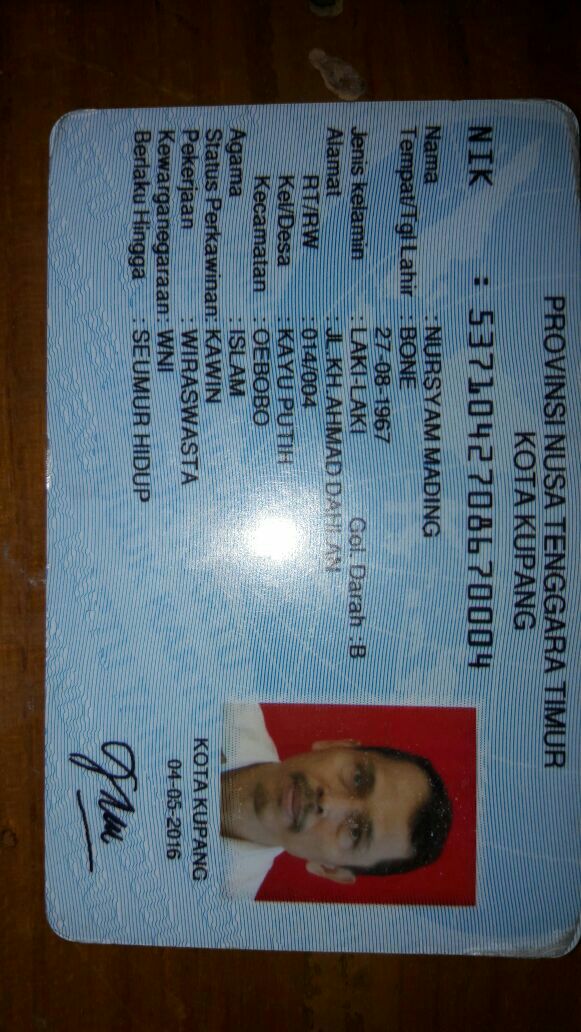 PROVINSI NUSA TENGGARA TIMUR
KOTA KUPANG
NIK : 5371042708670004
Nama : NURSYAM MADING
Tempat/Tgl Lahir : BONE
27-08-1967
Jenis kelamin : LAKI-LAKI Gol. Darah :B
Alamat : JL.KH AHMAD DAHLAN
RT/RW : 014/004
Kel/Desa : KAYU PUTIH
Kecamatan : OEBOBO
Agama : ISLAM
Status Perkawinan: KAWIN
Pekerjaan : WIRASWASTA
Kewarganegaraan: WNI
Berlaku Hingga : SEUMUR HIDUP
KOTA KUPANG
04-05-2016